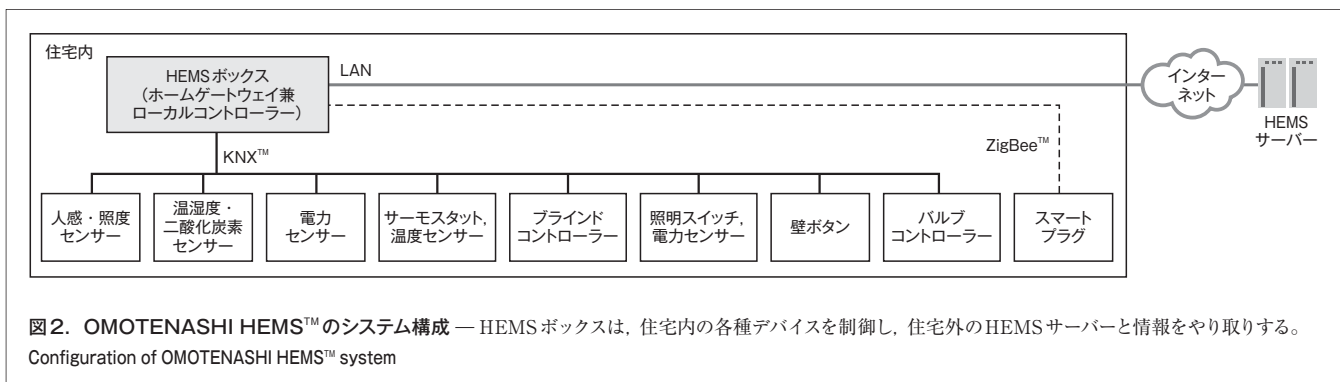 住宅内
HEMSボックス
（ホームゲートウェイ兼
ローカルコントローラー）
LAN
インター
ネット
HEMS
サーバー
KNX™
ZigBee™
人感・照度
センサー
温湿度・
二酸化炭素
センサー
電力
センサー
サーモスタット，
温度センサー
ブラインド
コントローラー
照明スイッチ，
電力センサー
壁ボタン
バルブ
コントローラー
スマート
プラグ
図2．OMOTENASHI HEMS™のシステム構成 — HEMSボックスは，住宅内の各種デバイスを制御し，住宅外のHEMSサーバーと情報をやり取りする。
Configuration of OMOTENASHI HEMS™ system